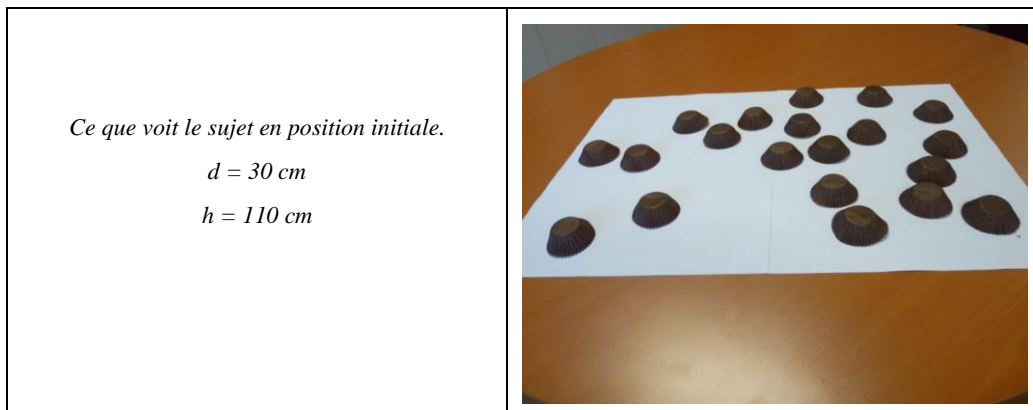 Ce que voit le sujet en position initiale.
d = 30 cm
h = 110 cm